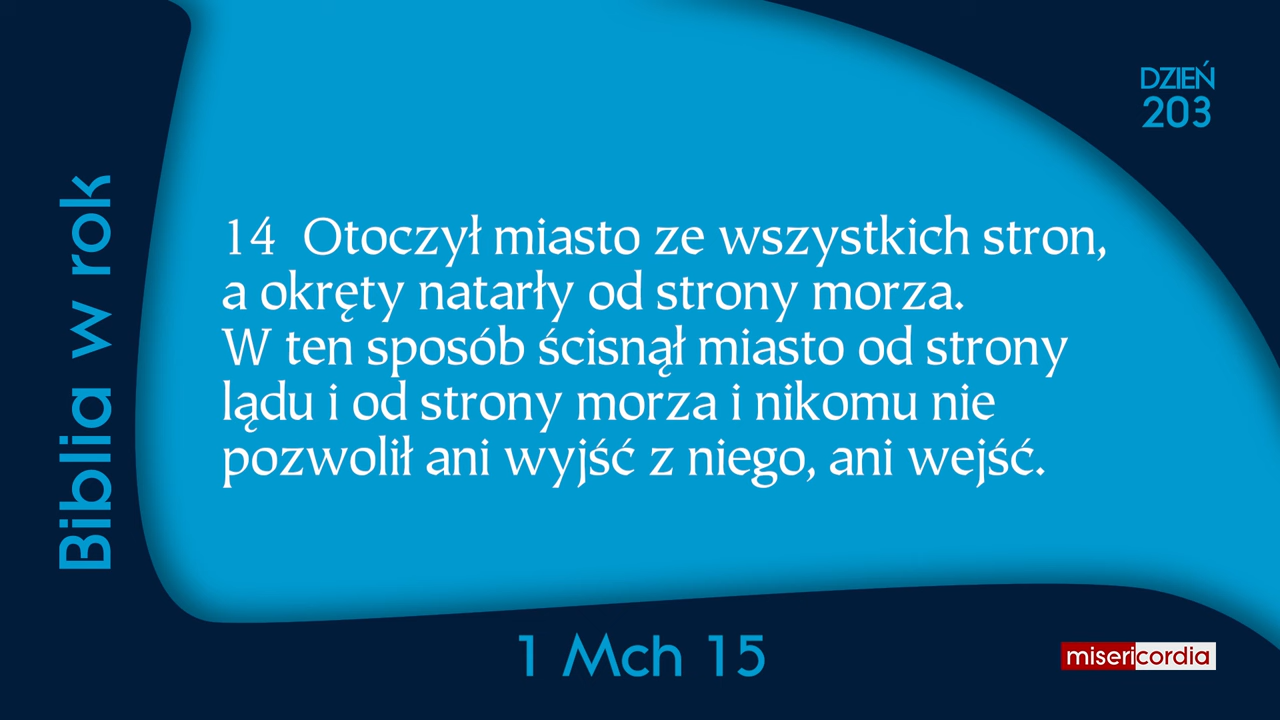 DZIEŃ
203
Biblia w rok
14 Otoczył miasto ze wszystkich stron,
a okręty natarły od strony morza.
W ten sposób ścisnął miasto od strony
lądu i od strony morza i nikomu nie
pozwolił ani wyjść z niego, ani wejść.
1 Mch 15
misericordia